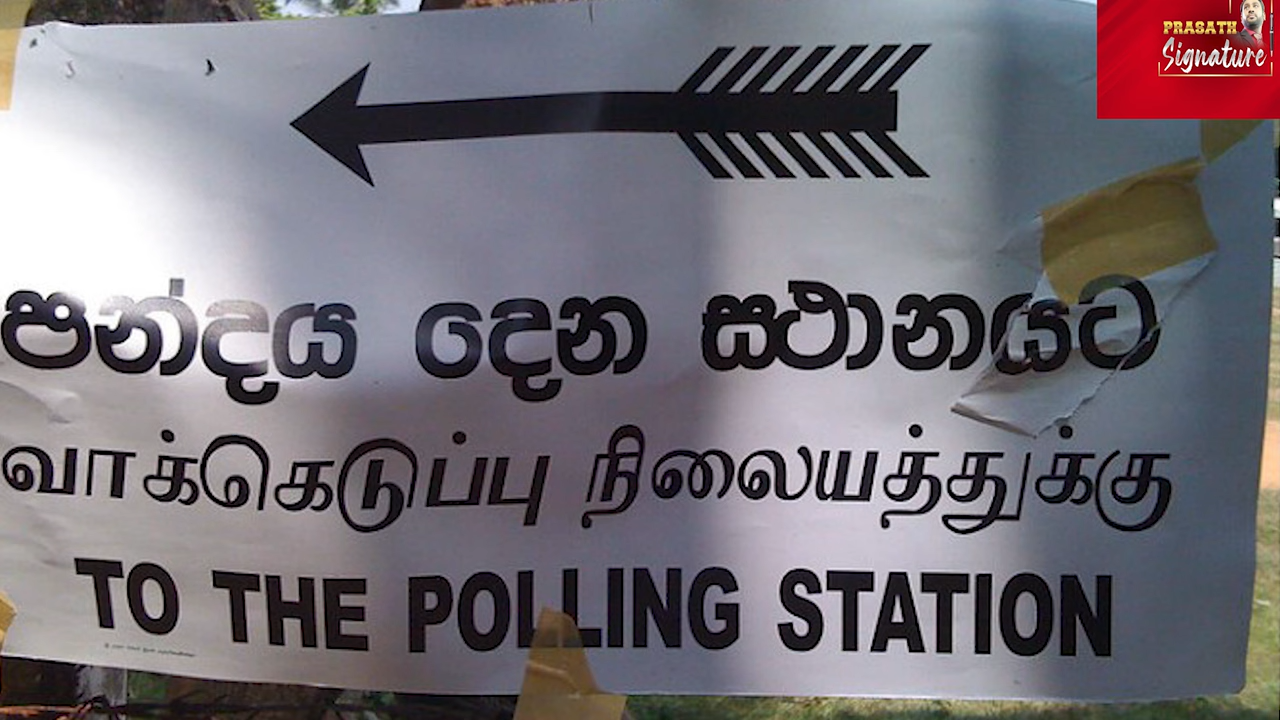 PRASATH
Signature
ඡන්දය දෙන ස්ථානයට
வாக்கெடுப்பு நிலையத்துக்கு
TO THE POLLING STATION